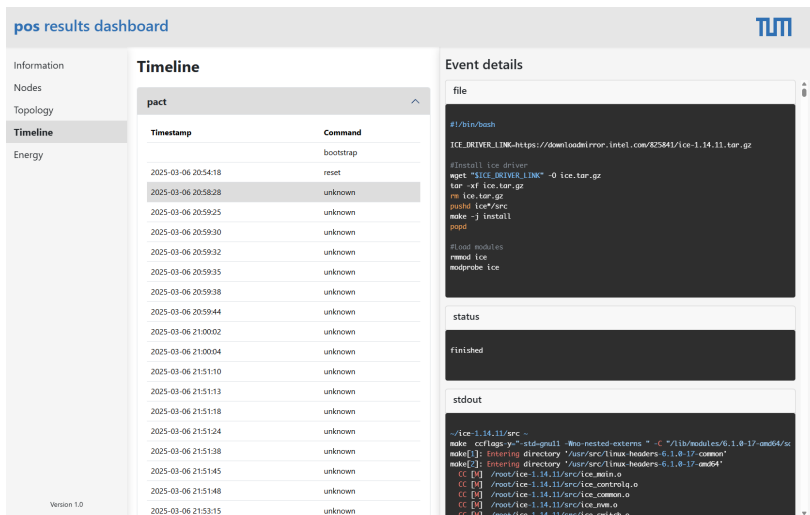 pos results dashboard
TUM
Information
Nodes
Topology
Timeline
Energy
Version 1.0
Timeline
pact
Timestamp Command
bootstrap
2025-03-06 20:54:18 reset
2025-03-06 20:58:28 unknown
2025-03-06 20:59:25 unknown
2025-03-06 20:59:30 unknown
2025-03-06 20:59:32 unknown
2025-03-06 20:59:35 unknown
2025-03-06 20:59:38 unknown
2025-03-06 20:59:44 unknown
2025-03-06 21:00:02 unknown
2025-03-06 21:00:04 unknown
2025-03-06 21:51:10 unknown
2025-03-06 21:51:13 unknown
2025-03-06 21:51:18 unknown
2025-03-06 21:51:24 unknown
2025-03-06 21:51:38 unknown
2025-03-06 21:51:45 unknown
2025-03-06 21:51:48 unknown
2025-03-06 21:53:15 unknown
Event details
file
#!/bin/bash
ICE_DRIVER_LINK=https://downloadmirror.intel.com/825841/ice-1.14.11.tar.gz
#Install ice driver
wget "$ICE_DRIVER_LINK" -O ice.tar.gz
tar -xf ice.tar.gz
rm ice.tar.gz
pushd ice*/src
make -j install
popd
#Load modules
rmmod ice
modprobe ice
status
finished
stdout
~/ice-1.14.11/src ~
make ccflags-y="-std=gnu11 -Wno-nested-externs " -C "/lib/modules/6.1.0-17-amd64/so
make[1]: Entering directory '/usr/src/linux-headers-6.1.0-17-common'
make[2]: Entering directory '/usr/src/linux-headers-6.1.0-17-amd64'
CC [M] /root/ice-1.14.11/src/ice_main.o
CC [M] /root/ice-1.14.11/src/ice_controlq.o
CC [M] /root/ice-1.14.11/src/ice_common.o
CC [M] /root/ice-1.14.11/src/ice_nvm.o
CC [M] /root/ice-1.14.11/src/ice_switch.o